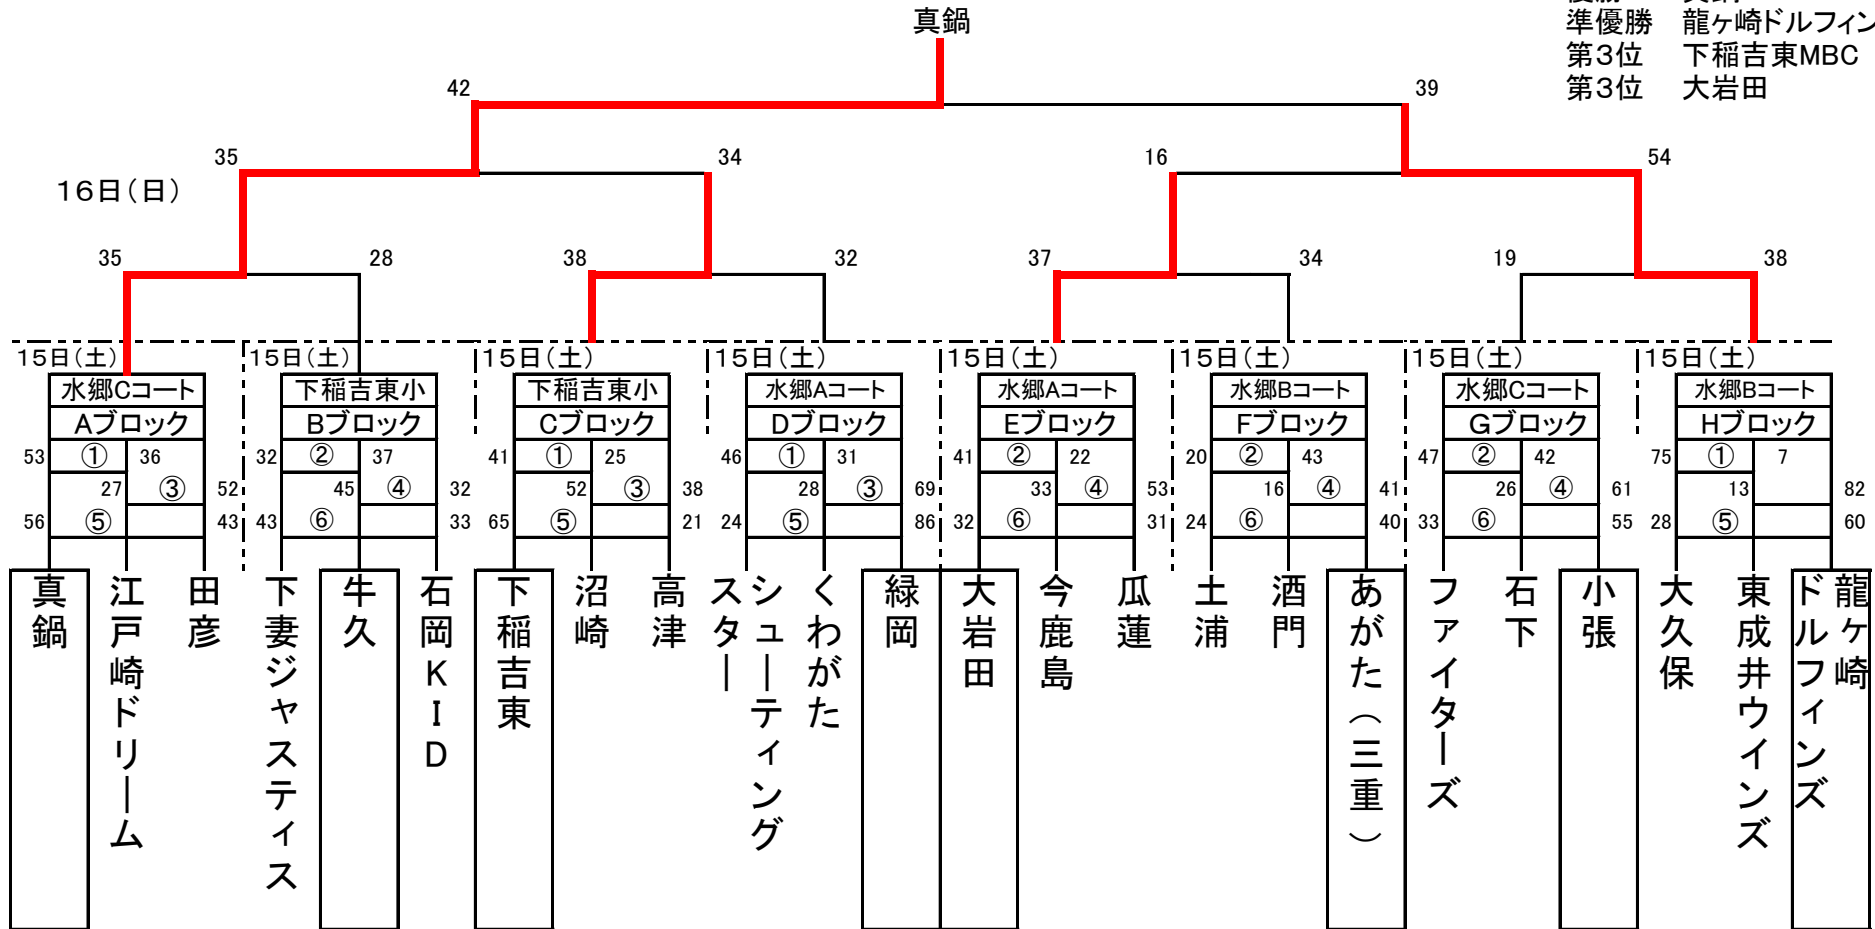 真鍋
準優勝 龍ヶ崎ドルフィン
第3位 下稲吉東MBC
第3位 大岩田
42 39
35 34 16 54
16日(日)
35 28 38 32 37 34 19 38
15日(土) 15日(土) 15日(土) 15日(土) 15日(土) 15日(土) 15日(土) 15日(土)
水郷Cコート 下稲吉東小 下稲吉東小 水郷Aコート 水郷Aコート 水郷Bコート 水郷Cコート 水郷Bコート
Aブロック Bブロック Cブロック Dブロック Eブロック Fブロック Gブロック Hブロック
53 ① 36 32 ② 37 41 ① 25 46 ① 31 41 ② 22 20 ② 43 47 ② 42 75 ① 7
27 ③ 52 45 ④ 32 52 ③ 38 28 ③ 69 33 ④ 53 16 ④ 41 26 ④ 61 13 82
56 ⑤ 43 43 ⑥ 33 65 ⑤ 21 24 ⑤ 86 32 ⑥ 31 24 ⑥ 40 33 ⑥ 55 28 ⑤ 60
真鍋
江戸崎ドリーム
田彦
下妻ジャスティス
牛久
石岡KID
下稲吉東
沼崎
高津
シューティング
スター
くわがた
緑岡
大岩田
今鹿島
瓜蓮
土浦
酒門
あがた(三重)
ファイターズ
石下
小張
大久保
東成井ウインズ
龍ヶ崎
ドルフィンズ